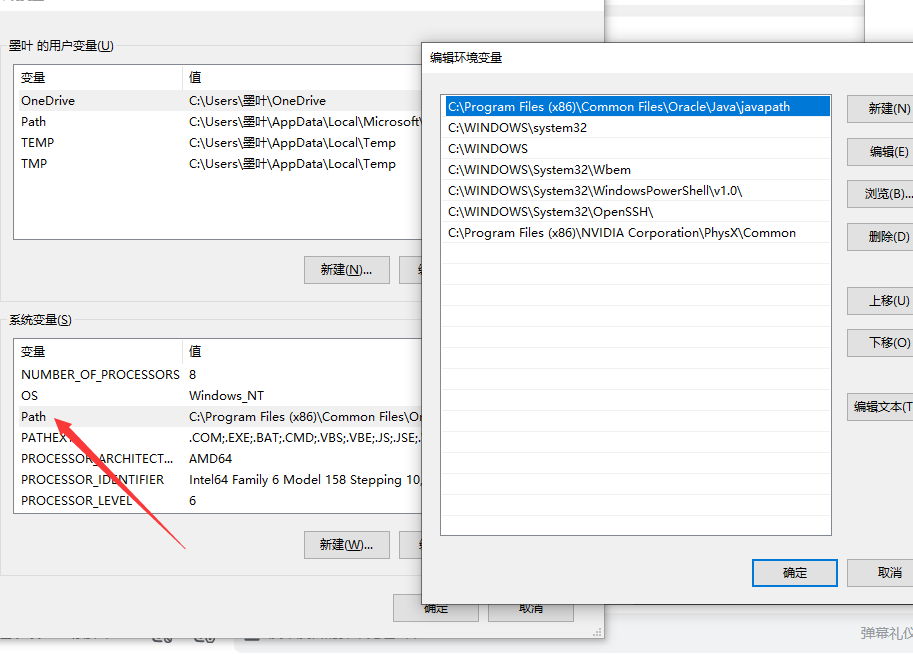 墨叶 的用户变量(U)
变量 值
OneDrive C:\Users\墨叶\OneDrive
Path C:\Users\墨叶\AppData\Local\Microsoft\
TEMP C:\Users\墨叶\AppData\Local\Temp
TMP C:\Users\墨叶\AppData\Local\Temp
新建(N)...
系统变量(S)
变量 值
NUMBER_OF_PROCESSORS 8
OS Windows_NT
Path C:\Program Files (x86)\Common Files\Or
PATHEXT .COM;.EXE;.BAT;.CMD;.VBS;.VBE;.JS;.JSE;.
PROCESSOR_ARCHITECT... AMD64
PROCESSOR_IDENTIFIER Intel64 Family 6 Model 158 Stepping 10,
PROCESSOR_LEVEL 6
新建(W)...
确定 取消
编辑环境变量
C:\Program Files (x86)\Common Files\Oracle\Java\javapath
C:\WINDOWS\system32
C:\WINDOWS
C:\WINDOWS\System32\Wbem
C:\WINDOWS\System32\WindowsPowerShell\v1.0\
C:\WINDOWS\System32\OpenSSH\
C:\Program Files (x86)\NVIDIA Corporation\PhysX\Common
新建(N)
编辑(E)
浏览(B)...
删除(D)
上移(U)
下移(O)
编辑文本(T
确定 取消
弹幕礼仪